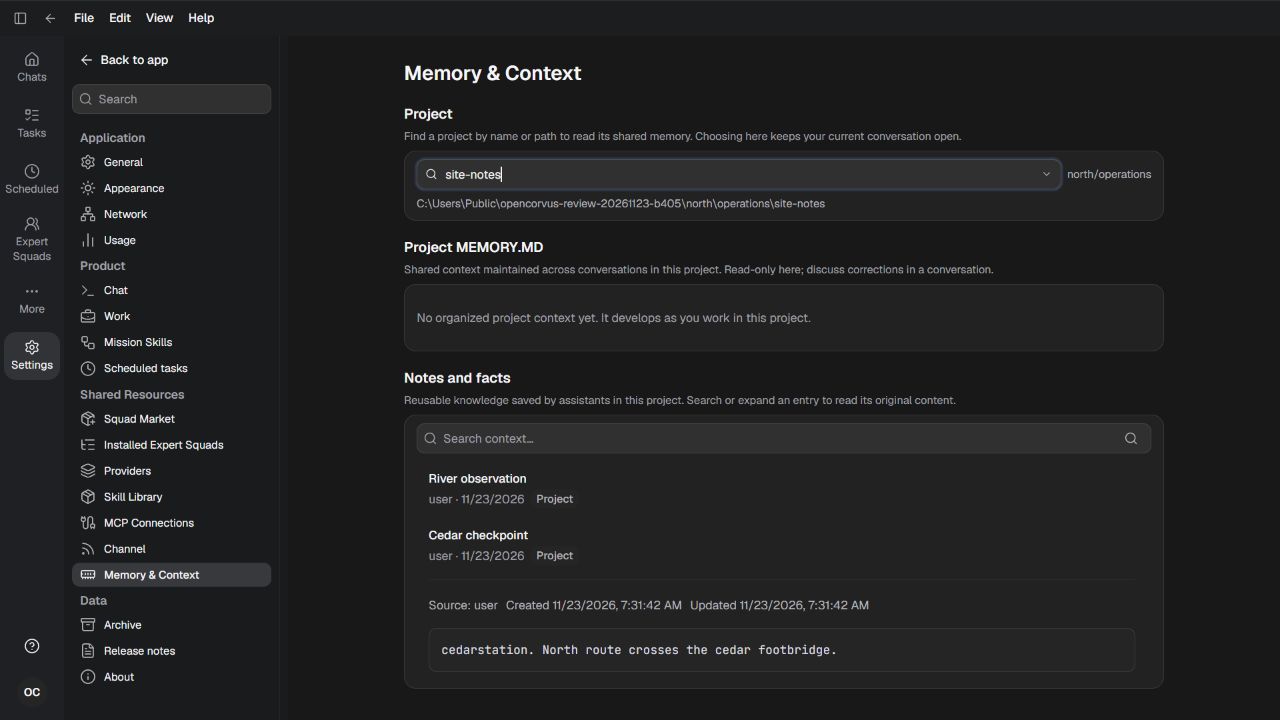 File Edit View Help
Chats
Tasks
Scheduled
Expert
Squads
More
Settings
OC
Back to app
Search
Application
General
Appearance
Network
Usage
Product
Chat
Work
Mission Skills
Scheduled tasks
Shared Resources
Squad Market
Installed Expert Squads
Providers
Skill Library
MCP Connections
Channel
Memory & Context
Data
Archive
Release notes
About
Memory & Context
Project
Find a project by name or path to read its shared memory. Choosing here keeps your current conversation open.
site-notes north/operations
C:\Users\Public\opencorvus-review-20261123-b405\north\operations\site-notes
Project MEMORY.MD
Shared context maintained across conversations in this project. Read-only here; discuss corrections in a conversation.
No organized project context yet. It develops as you work in this project.
Notes and facts
Reusable knowledge saved by assistants in this project. Search or expand an entry to read its original content.
Search context...
River observation
user · 11/23/2026 Project
Cedar checkpoint
user · 11/23/2026 Project
Source: user Created 11/23/2026, 7:31:42 AM Updated 11/23/2026, 7:31:42 AM
cedarstation. North route crosses the cedar footbridge.